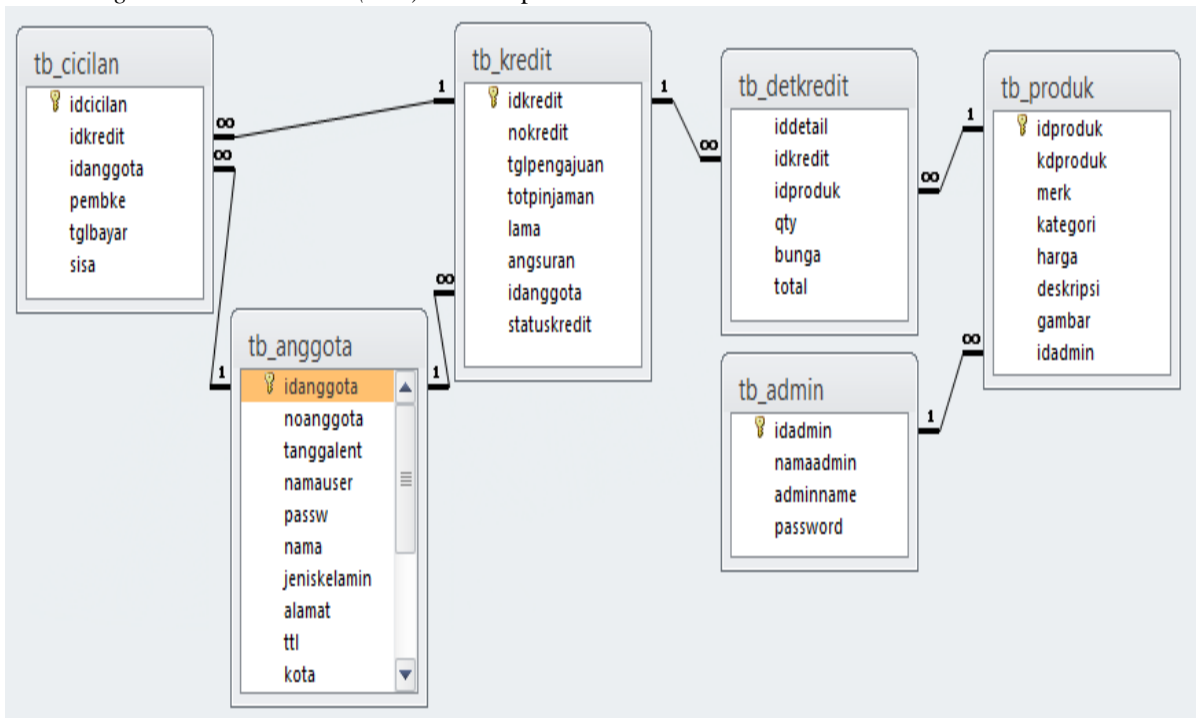 tb_cicilan
idcicilan
idkredit
idanggota
pembke
tglbayar
sisa
tb_kredit
idkredit
nokredit
tglpengajuan
totpinjaman
lama
angsuran
idanggota
statuskredit
tb_detkredit
iddetail
idkredit
idproduk
qty
bunga
total
tb_produk
idproduk
kdproduk
merk
kategori
harga
deskripsi
gambar
idadmin
tb_anggota
idanggota
noanggota
tanggalent
namauser
passw
nama
jeniskelamin
alamat
ttl
kota
tb_admin
idadmin
namaadmin
adminname
password
∞
1
∞
1
∞
1
1
∞
1
∞
1
∞